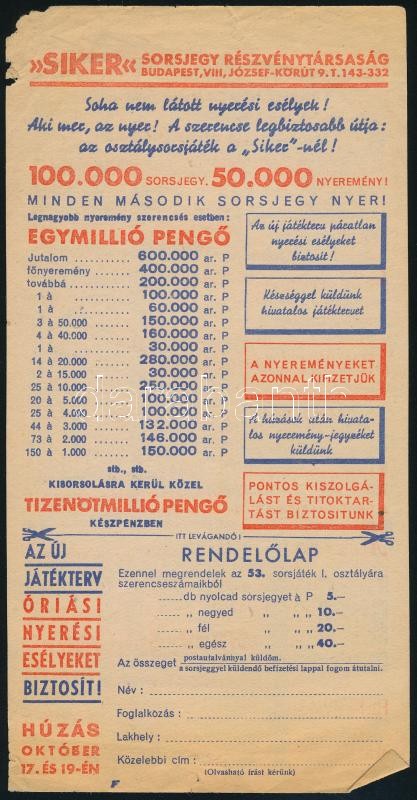 »SIKER« SORSJEGY RÉSZVÉNYTÁRSASÁG
BUDAPEST, VIII, JÓZSEF-KÖRÚT 9. T. 143-332
Soha nem látott nyerési esélyek!
Aki mer, az nyer! A szerencse legbiztosabb útja:
az osztálysorsjáték a „Siker"-nél!
100.000 SORSJEGY. 50.000 NYEREMÉNY!
MINDEN MÁSODIK SORSJEGY NYER!
Legnagyobb nyeremény szerencsés esetben:
EGYMILLIÓ PENGŐ
Jutalom 600.000 ar. P
főnyeremény 400.000 ar. P
továbbá 200.000 ar. P
1 à 100.000 ar. P
1 à 60.000 ar. P
3 à 50.000 150.000 ar. P
4 à 40.000 160.000 ar. P
1 à 30.000 ar. P
14 à 20.000 280.000 ar. P
2 à 15.000 30.000 ar. P
25 à 10.000 250.000 ar. P
20 à 5.000 100.000 ar. P
25 à 4.000 100.000 ar. P
44 à 3.000 132.000 ar. P
73 à 2.000 146.000 ar. P
150 à 1.000 150.000 ar. P
stb., stb.
KISORSOLÁSRA KERÜL KÖZEL
TIZENÖTMILLIÓ PENGŐ
KÉSZPÉNZBEN
Az új játékterv páratlan
nyerési esélyeket
biztosit!
Készséggel küldünk
hivatalos játéktervet
A NYEREMÉNYEKET
AZONNAL KIFIZETJÜK
A húzások után hivata-
los nyeremény-jegyzéket
küldünk
PONTOS KISZOLGÁ-
LÁST ÉS TITOKTAR-
TÁST BIZTOSITUNK
ITT LEVÁGANDÓ!
AZ ÚJ
JÁTÉKTERV
ÓRIÁSI
NYERÉSI
ESÉLYEKET
BIZTOSÍT!
HÚZÁS
OKTÓBER
17. ÉS 19-ÉN
RENDELŐLAP
Ezennel megrendelek az 53. sorsjáték I. osztályára
szerencseszámaikból
db nyolcad sorsjegyet à P 5.—
„ negyed „ „ „ 10.—
„ fél „ „ „ 20.—
„ egész „ „ „ 40.—
Az összeget postautalvánnyal küldöm.
a sorsjeggyel küldendő befizetési lappal fogom átutalni.
Név:
Foglalkozás:
Lakhely:
Közelebbi cím:
(Olvasható írást kérünk)
F
darabanth